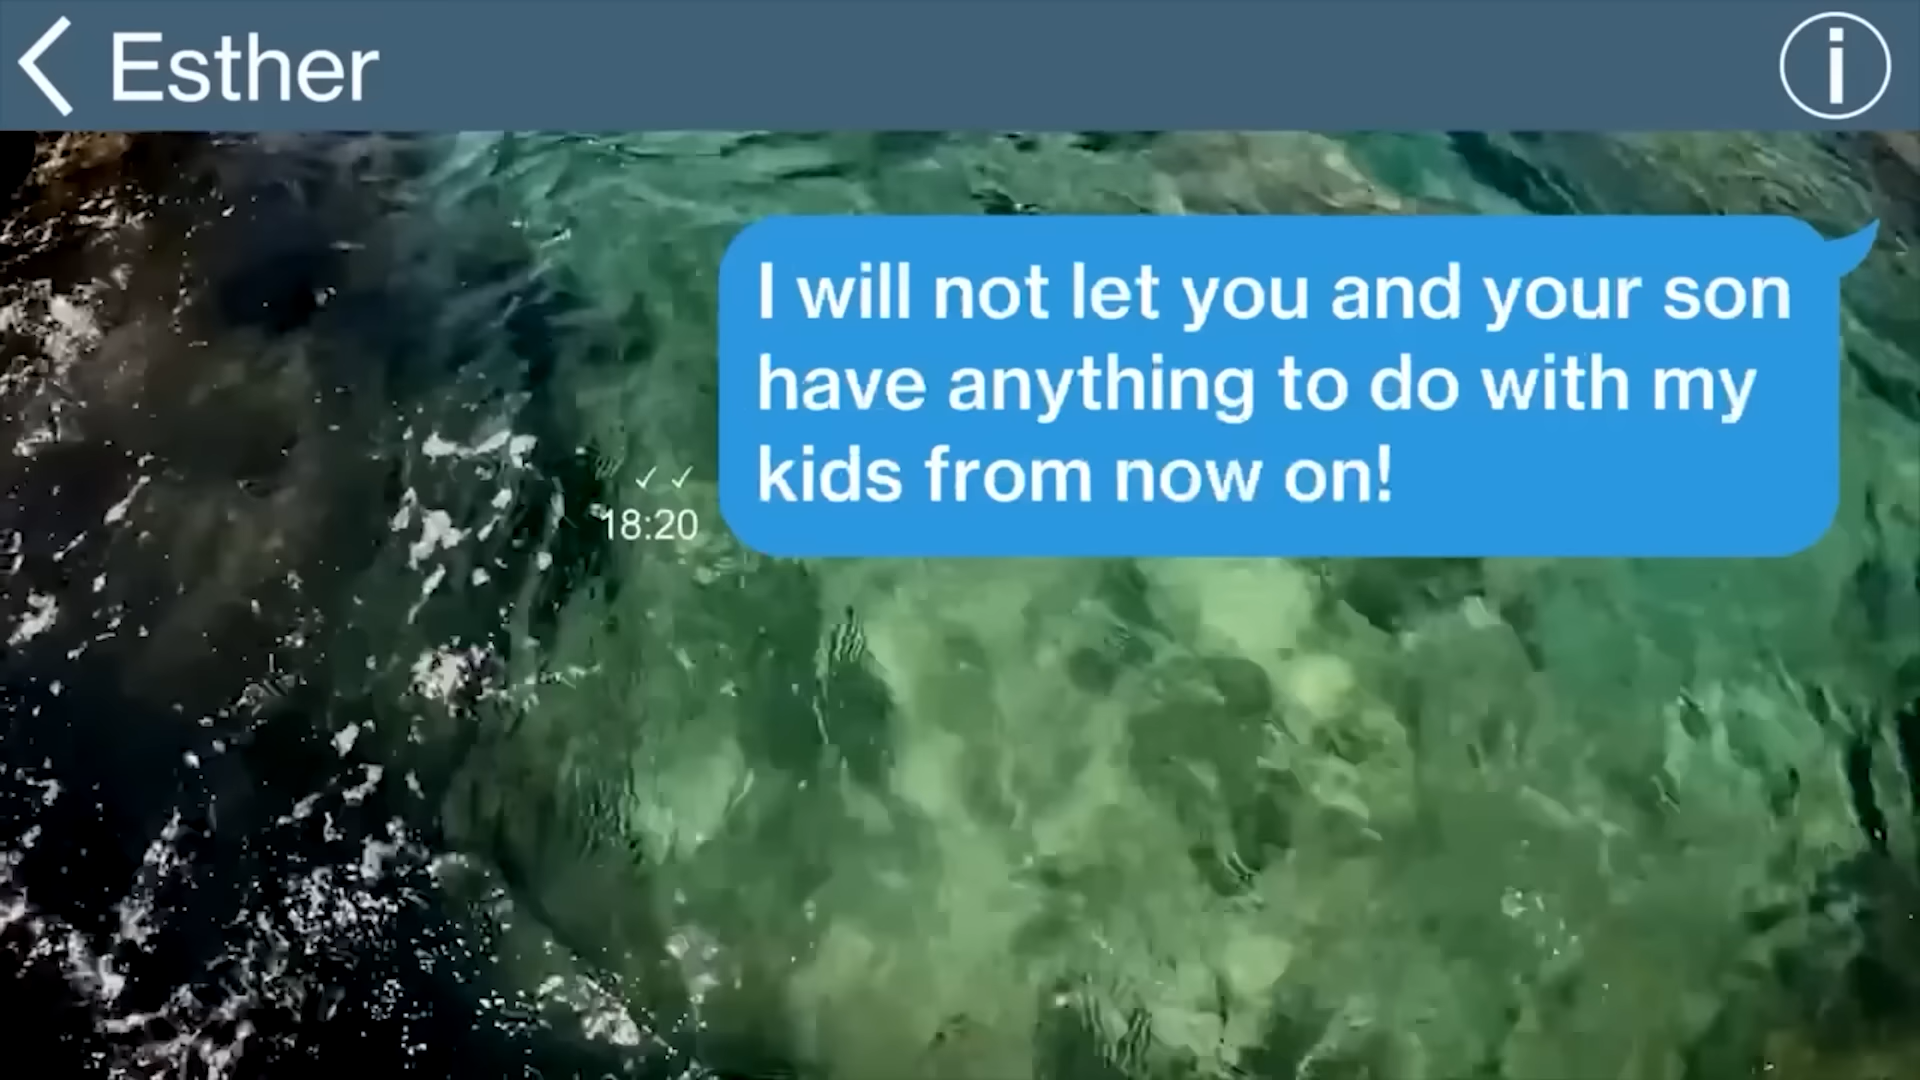 Esther
I will not let you and your son
have anything to do with my
kids from now on!
18:20